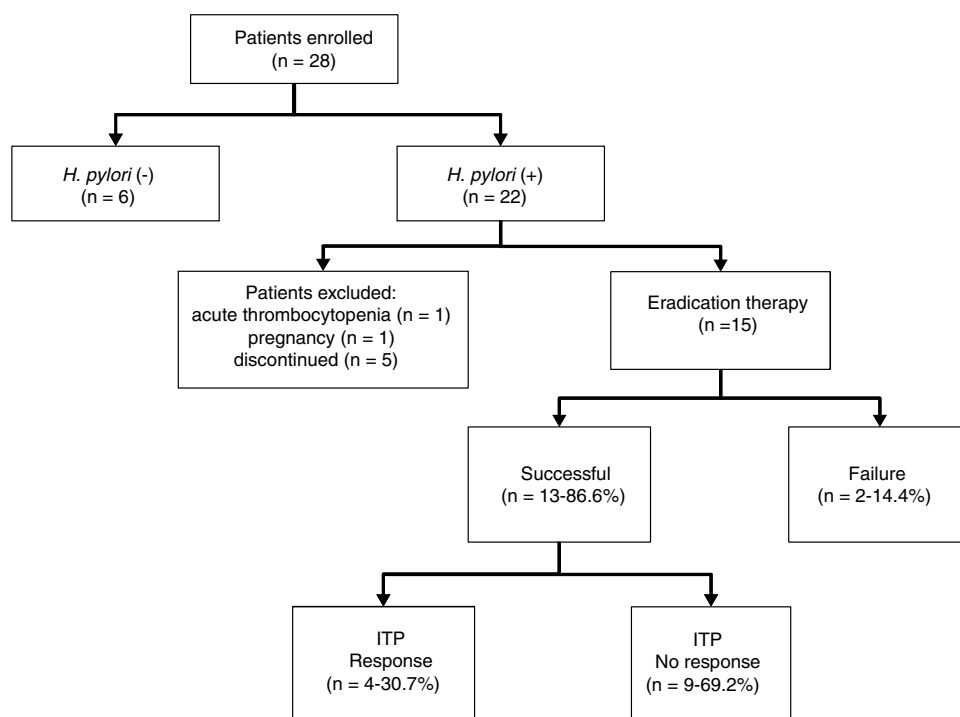 Patients enrolled
(n = 28)
H. pylori (-)
(n = 6)
H. pylori (+)
(n = 22)
Patients excluded:
acute thrombocytopenia (n = 1)
pregnancy (n = 1)
discontinued (n = 5)
Eradication therapy
(n =15)
Successful
(n = 13-86.6%)
Failure
(n = 2-14.4%)
ITP
Response
(n = 4-30.7%)
ITP
No response
(n = 9-69.2%)